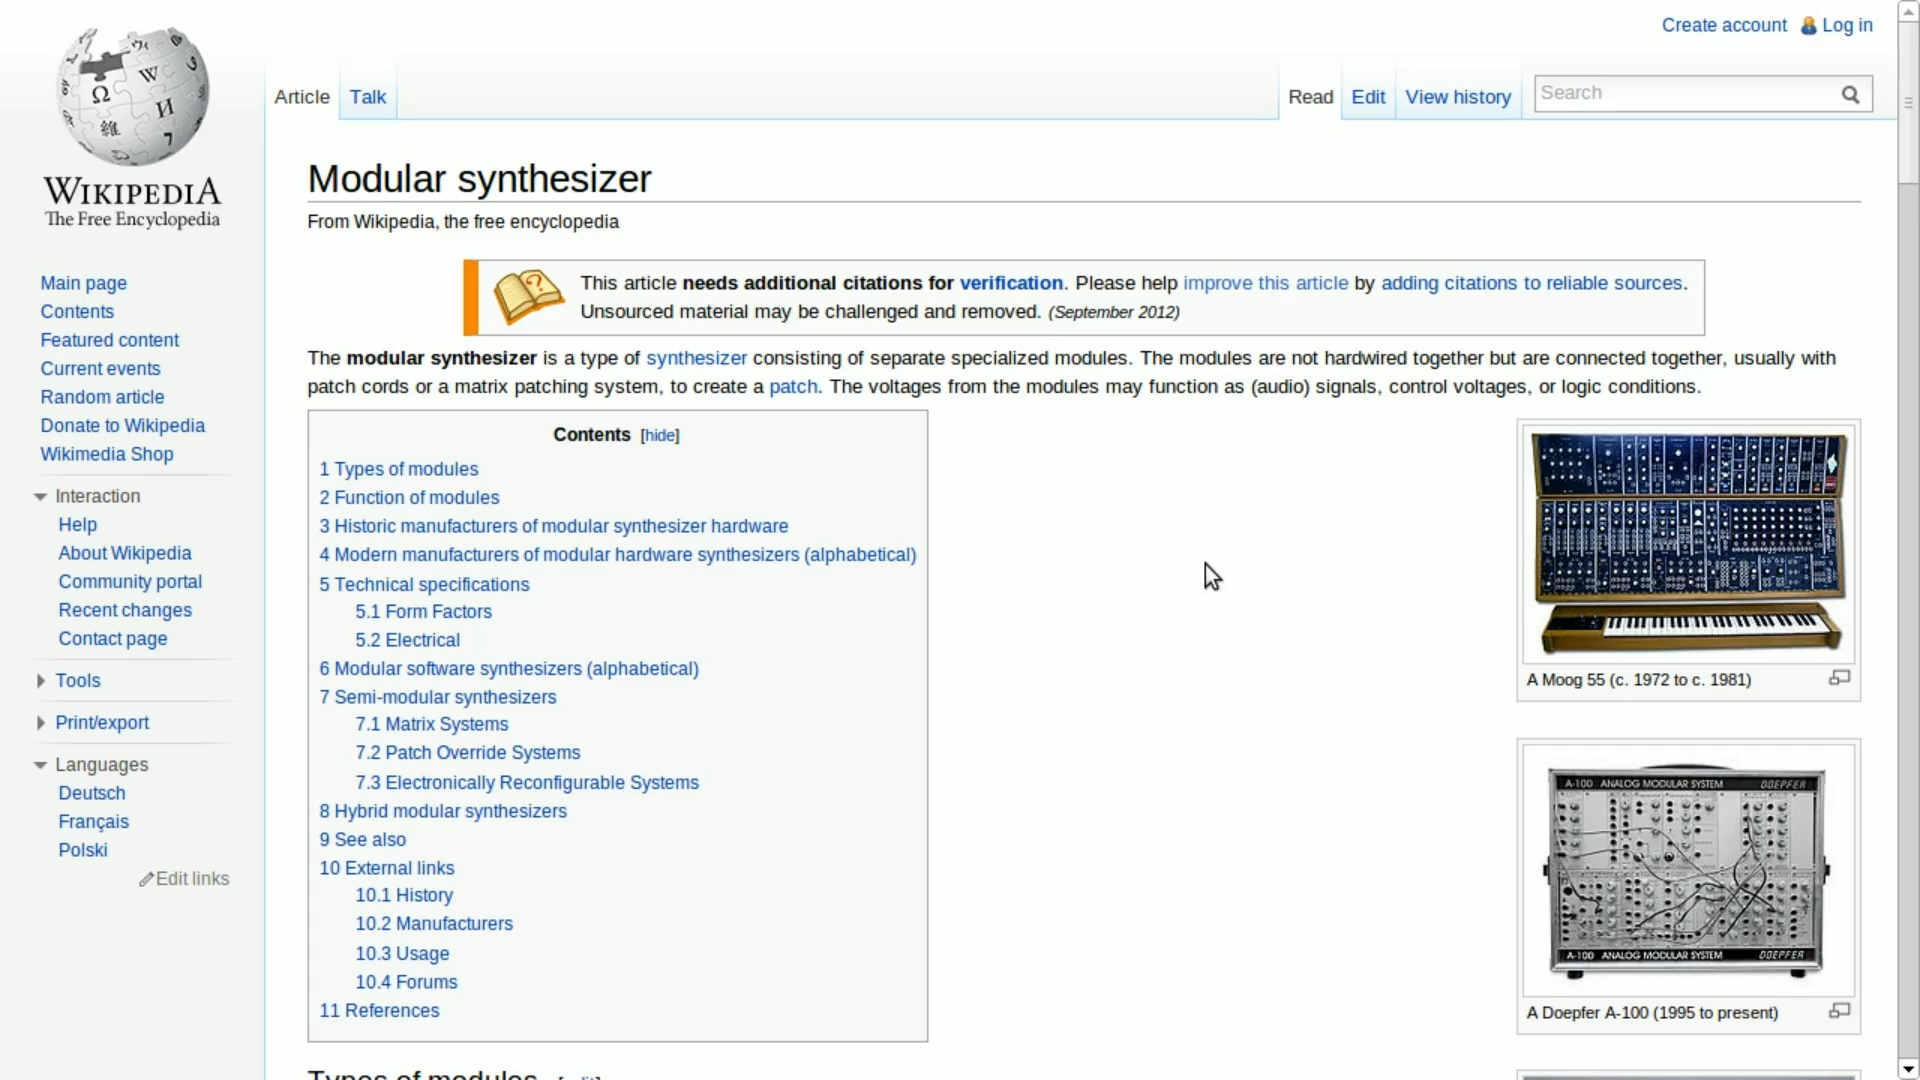 Create account Log in
Article Talk Read Edit View history Search
WIKIPEDIA
The Free Encyclopedia
Main page
Contents
Featured content
Current events
Random article
Donate to Wikipedia
Wikimedia Shop
Interaction
Help
About Wikipedia
Community portal
Recent changes
Contact page
Tools
Print/export
Languages
Deutsch
Français
Polski
Edit links
Modular synthesizer
From Wikipedia, the free encyclopedia
This article needs additional citations for verification. Please help improve this article by adding citations to reliable sources.
Unsourced material may be challenged and removed. (September 2012)
The modular synthesizer is a type of synthesizer consisting of separate specialized modules. The modules are not hardwired together but are connected together, usually with
patch cords or a matrix patching system, to create a patch. The voltages from the modules may function as (audio) signals, control voltages, or logic conditions.
Contents [hide]
1 Types of modules
2 Function of modules
3 Historic manufacturers of modular synthesizer hardware
4 Modern manufacturers of modular hardware synthesizers (alphabetical)
5 Technical specifications
5.1 Form Factors
5.2 Electrical
6 Modular software synthesizers (alphabetical)
7 Semi-modular synthesizers
7.1 Matrix Systems
7.2 Patch Override Systems
7.3 Electronically Reconfigurable Systems
8 Hybrid modular synthesizers
9 See also
10 External links
10.1 History
10.2 Manufacturers
10.3 Usage
10.4 Forums
11 References
A Moog 55 (c. 1972 to c. 1981)
A-100 ANALOG MODULAR SYSTEM DOEPFER
A-100 ANALOG MODULAR SYSTEM DOEPFER
A Doepfer A-100 (1995 to present)
Types of modules [edit]